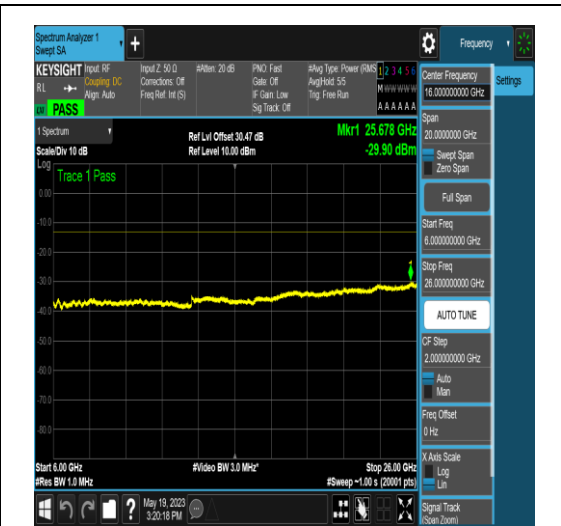 Spectrum Analyzer 1
Swept SA
+
Frequency
KEYSIGHT
Input: RF
Coupling: DC
Align: Auto
RL
PASS
Input Z: 50 Ω
Corrections: Off
Freq Ref: Int (S)
#Atten: 20 dB
PNO: Fast
Gate: Off
IF Gain: Low
Sig Track: Off
#Avg Type: Power (RMS
Avg|Hold: 5/5
Trig: Free Run
1 2 3 4 5 6
M W W W W W
A A A A A A
Center Frequency
16.000000000 GHz
Settings
Span
20.0000000 GHz
Swept Span
Zero Span
Full Span
Start Freq
6.000000000 GHz
Stop Freq
26.000000000 GHz
AUTO TUNE
CF Step
2.000000000 GHz
Auto
Man
Freq Offset
0 Hz
X Axis Scale
Log
Lin
Signal Track
(Span Zoom)
1 Spectrum
Scale/Div 10 dB
Log
Ref Lvl Offset 30.47 dB
Ref Level 10.00 dBm
Mkr1 25.678 GHz
-29.90 dBm
Trace 1 Pass
1
0.00
-10.0
-20.0
-30.0
-40.0
-50.0
-60.0
-70.0
-80.0
Start 6.00 GHz
#Res BW 1.0 MHz
#Video BW 3.0 MHz*
Stop 26.00 GHz
#Sweep ~1.00 s (20001 pts)
?
May 19, 2023
3:20:18 PM